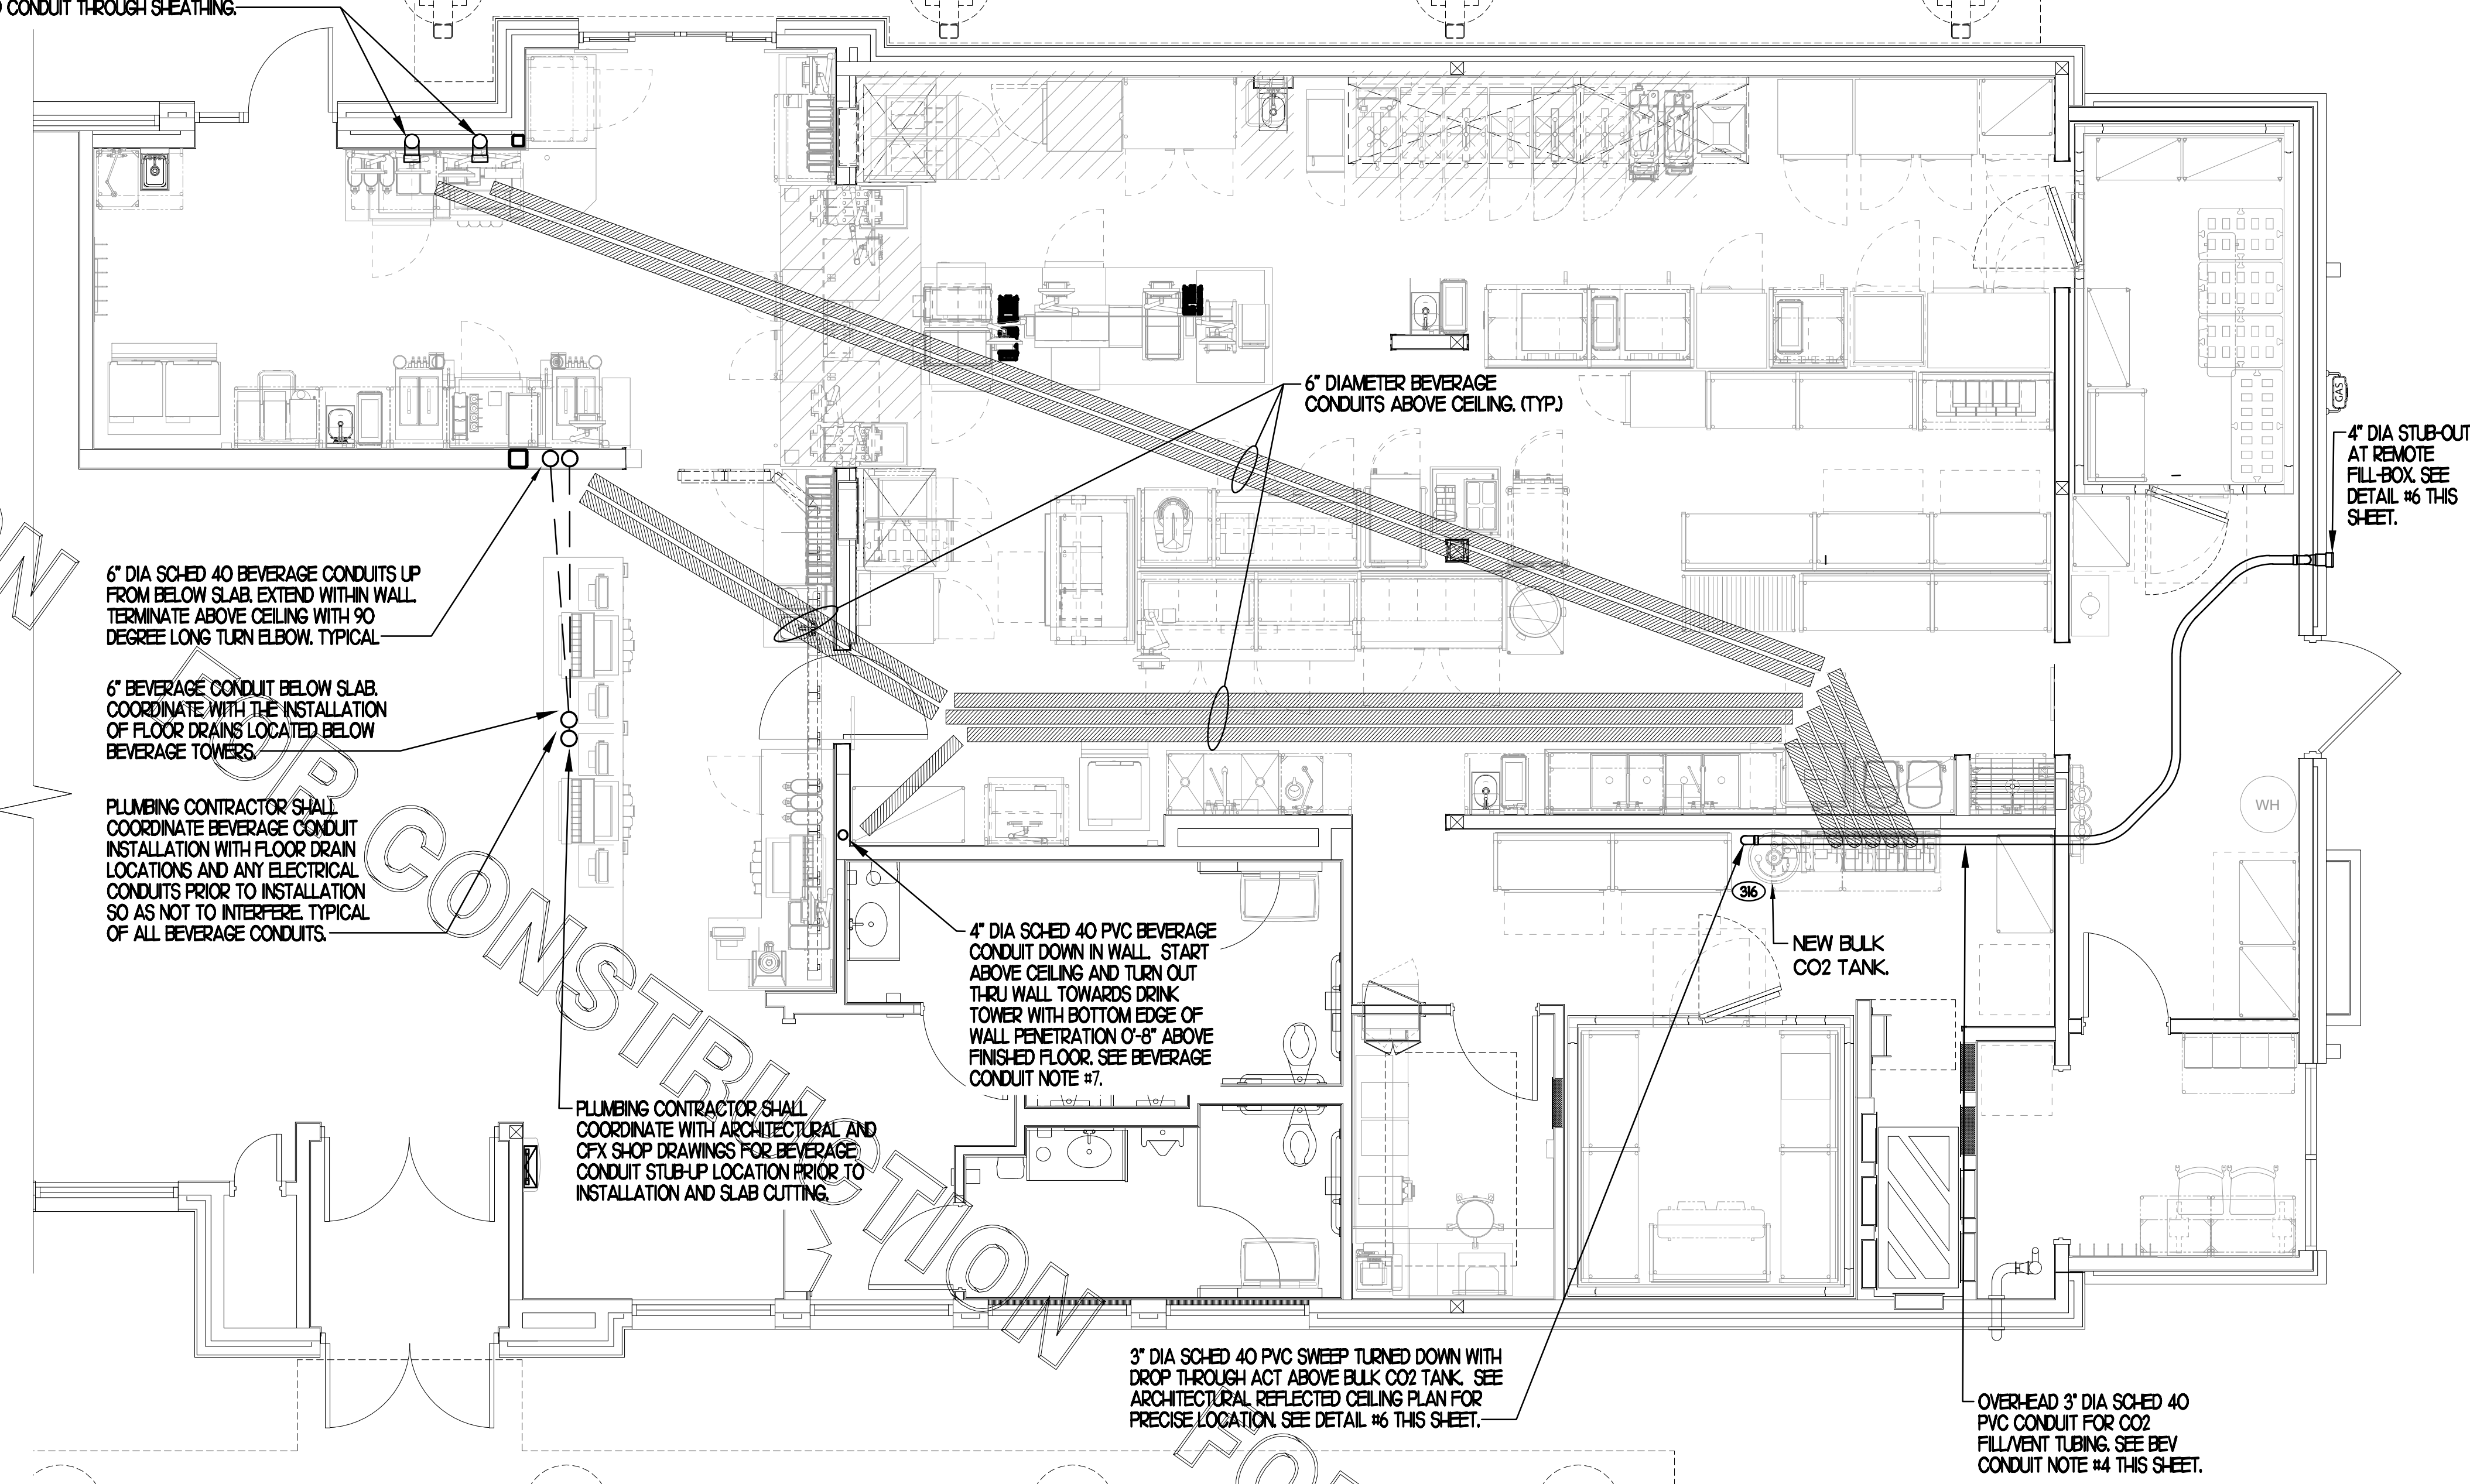 CONDUIT THROUGH SHEATHING.
6" DIAMETER BEVERAGE
CONDUITS ABOVE CEILING. (TYP.)
GAS
4" DIA STUB-OUT
AT REMOTE
FILL-BOX. SEE
DETAIL #6 THIS
SHEET.
6" DIA SCHED 40 BEVERAGE CONDUITS UP
FROM BELOW SLAB. EXTEND WITHIN WALL.
TERMINATE ABOVE CEILING WITH 90
DEGREE LONG TURN ELBOW. TYPICAL
6" BEVERAGE CONDUIT BELOW SLAB.
COORDINATE WITH THE INSTALLATION
OF FLOOR DRAINS LOCATED BELOW
BEVERAGE TOWERS.
PLUMBING CONTRACTOR SHALL
COORDINATE BEVERAGE CONDUIT
INSTALLATION WITH FLOOR DRAIN
LOCATIONS AND ANY ELECTRICAL
CONDUITS PRIOR TO INSTALLATION
SO AS NOT TO INTERFERE. TYPICAL
OF ALL BEVERAGE CONDUITS.
WH
316
NEW BULK
CO2 TANK.
4" DIA SCHED 40 PVC BEVERAGE
CONDUIT DOWN IN WALL. START
ABOVE CEILING AND TURN OUT
THRU WALL TOWARDS DRINK
TOWER WITH BOTTOM EDGE OF
WALL PENETRATION 0'-8" ABOVE
FINISHED FLOOR. SEE BEVERAGE
CONDUIT NOTE #7.
PLUMBING CONTRACTOR SHALL
COORDINATE WITH ARCHITECTURAL AND
CFX SHOP DRAWINGS FOR BEVERAGE
CONDUIT STUB-UP LOCATION PRIOR TO
INSTALLATION AND SLAB CUTTING.
3" DIA SCHED 40 PVC SWEEP TURNED DOWN WITH
DROP THROUGH ACT ABOVE BULK CO2 TANK. SEE
ARCHITECTURAL REFLECTED CEILING PLAN FOR
PRECISE LOCATION. SEE DETAIL #6 THIS SHEET.
OVERHEAD 3" DIA SCHED 40
PVC CONDUIT FOR CO2
FILL/VENT TUBING. SEE BEV
CONDUIT NOTE #4 THIS SHEET.
FOR CONSTRUCTION